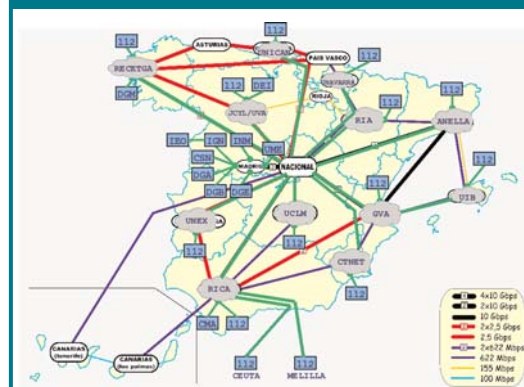 112
ASTURIAS
112
UNICAN
PAIS VASCO
112
RECETGA
NAVARRA
112
DGM
112
DEI
RIOJA
112
JCYL/UVA
RIA
ANELLA
IEO
IGN
INM
UME
CSN
MADRID
NACIONAL
112
DGA
112
DGB
DGE
UIB
UMEX
UCLM
GVA
112
112
CTNET
RICA
112
CMA
112
CANARIAS
(tenerife)
CANARIAS
(las palmas)
112
112
CEUTA
MELILLA
4x10 Gbps
2x10 Gbps
10 Gbps
2x2,5 Gbps
2,5 Gbps
2x622 Mbps
622 Mbps
155 Mbps
100 Mbps